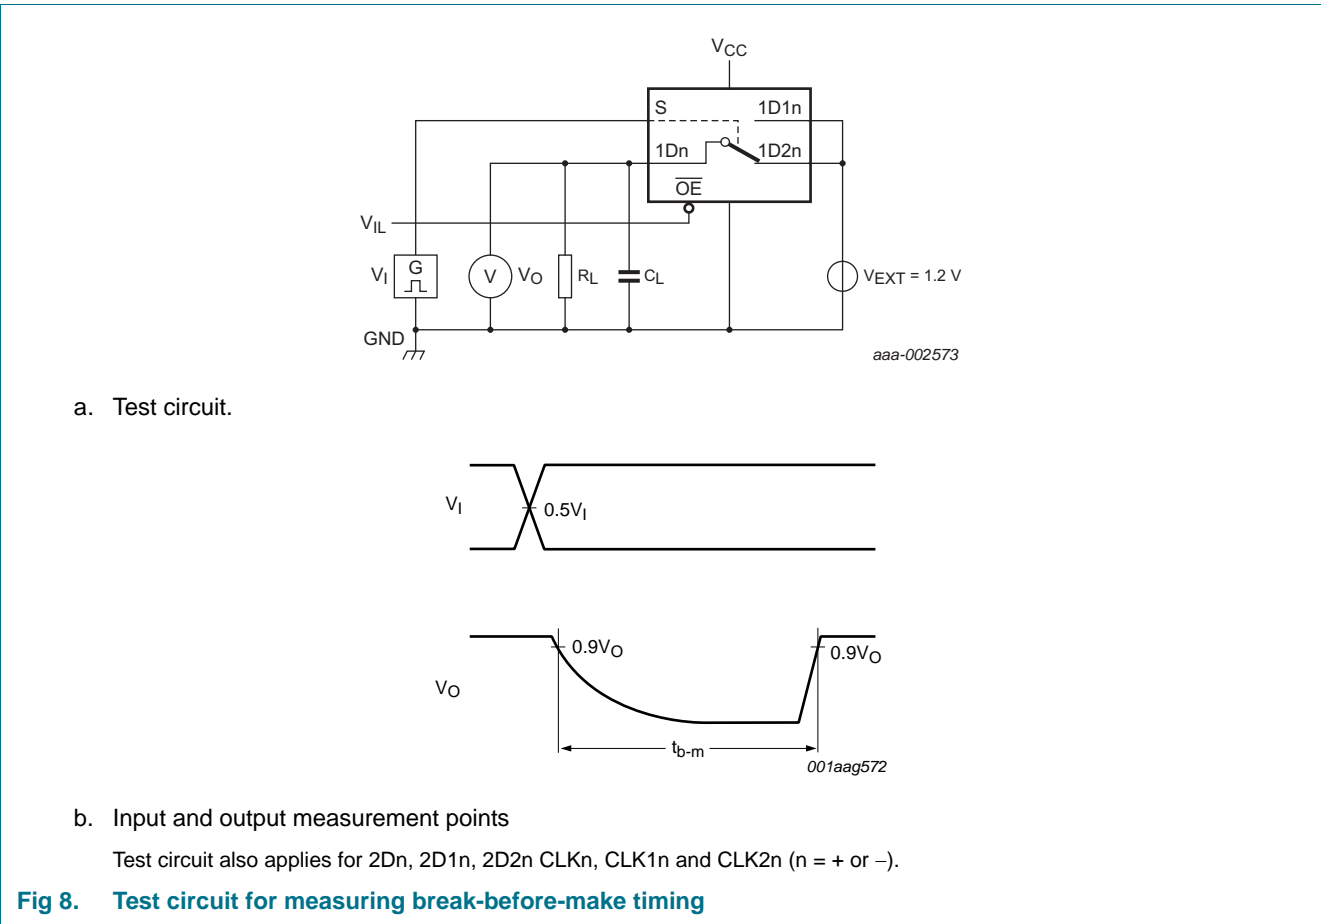 VCC
S 1D1n
1Dn 1D2n
OE
VIL
VI G V VO RL CL VEXT = 1.2 V
GND
aaa-002573
a. Test circuit.
VI 0.5VI
0.9VO 0.9VO
VO
tb-m
001aag572
b. Input and output measurement points
Test circuit also applies for 2Dn, 2D1n, 2D2n CLKn, CLK1n and CLK2n (n = + or −).
Fig 8. Test circuit for measuring break-before-make timing